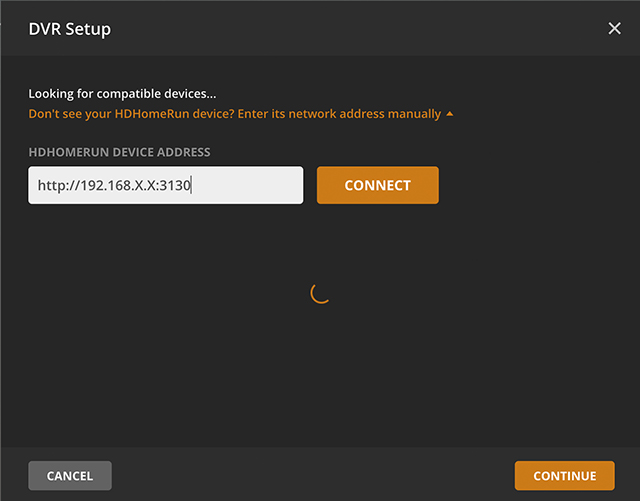 DVR Setup
Looking for compatible devices...
Don't see your HDHomeRun device? Enter its network address manually
HDHOMERUN DEVICE ADDRESS
http://192.168.X.X:3130
CONNECT
CANCEL
CONTINUE